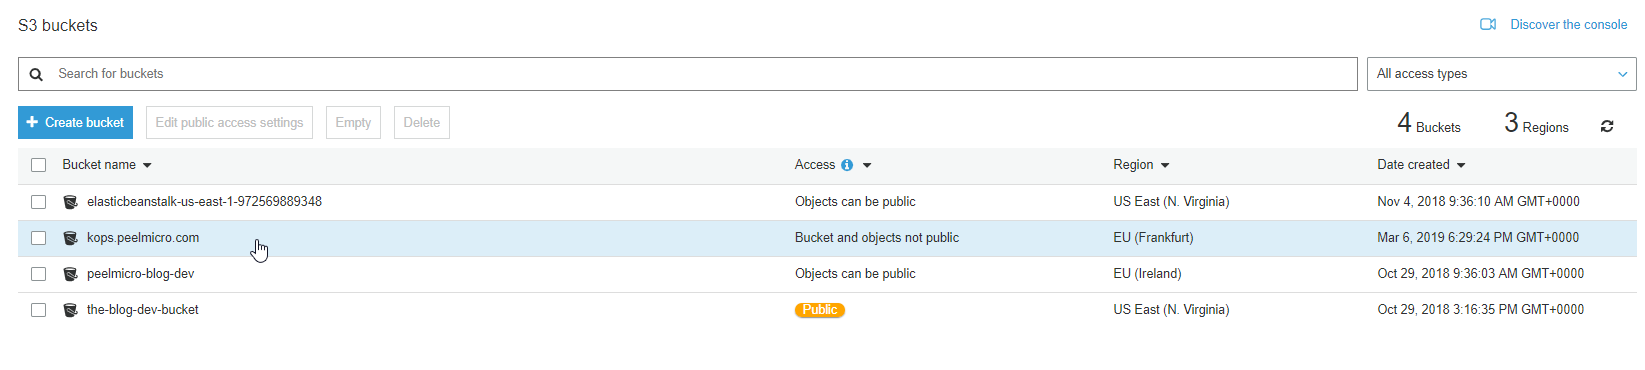 S3 buckets
Discover the console
Search for buckets
All access types
Create bucket
Edit public access settings
Empty
Delete
4 Buckets
3 Regions
Bucket name
Access
Region
Date created
elasticbeanstalk-us-east-1-972569889348 Objects can be public US East (N. Virginia) Nov 4, 2018 9:36:10 AM GMT+0000
kops.peelmicro.com Bucket and objects not public EU (Frankfurt) Mar 6, 2019 6:29:24 PM GMT+0000
peelmicro-blog-dev Objects can be public EU (Ireland) Oct 29, 2018 9:36:03 AM GMT+0000
the-blog-dev-bucket Public US East (N. Virginia) Oct 29, 2018 3:16:35 PM GMT+0000